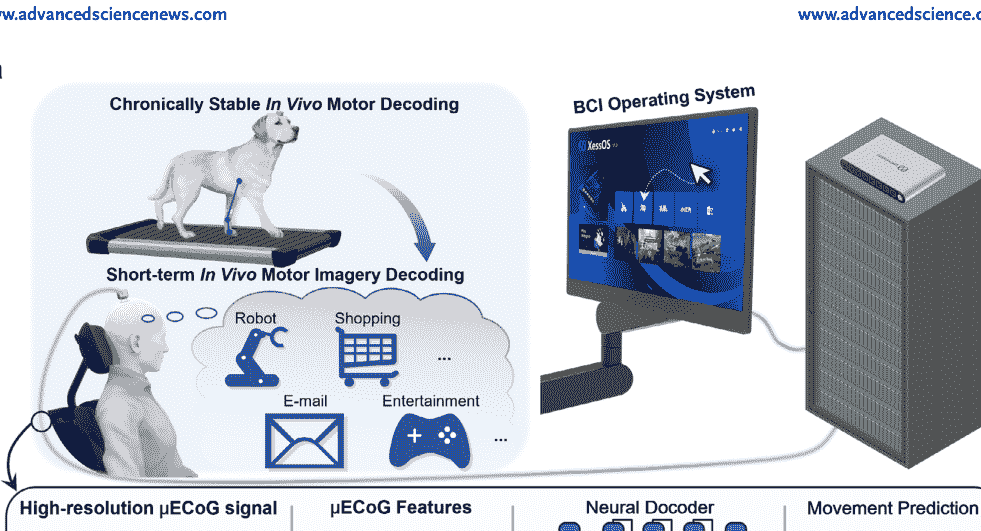 www.advancedsciencenews.com
www.advancedscience.c
Chronically Stable In Vivo Motor Decoding
BCI Operating System
XessOS
Short-term In Vivo Motor Imagery Decoding
Robot
Shopping
...
E-mail
Entertainment
...
High-resolution µECoG signal
µECoG Features
Neural Docoder
Movement Prediction